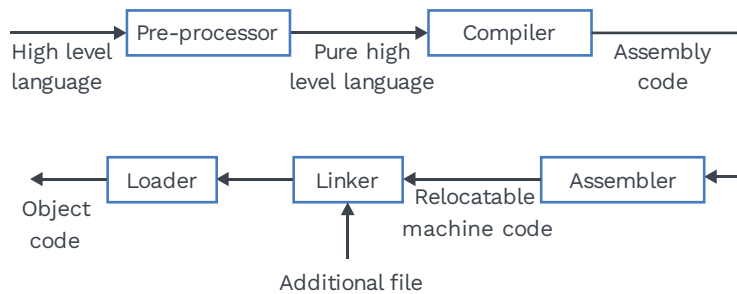 Pre-processor
Compiler
High level
language
Pure high
level language
Assembly
code
Loader
Linker
Assembler
Object
code
Relocatable
machine code
Additional file